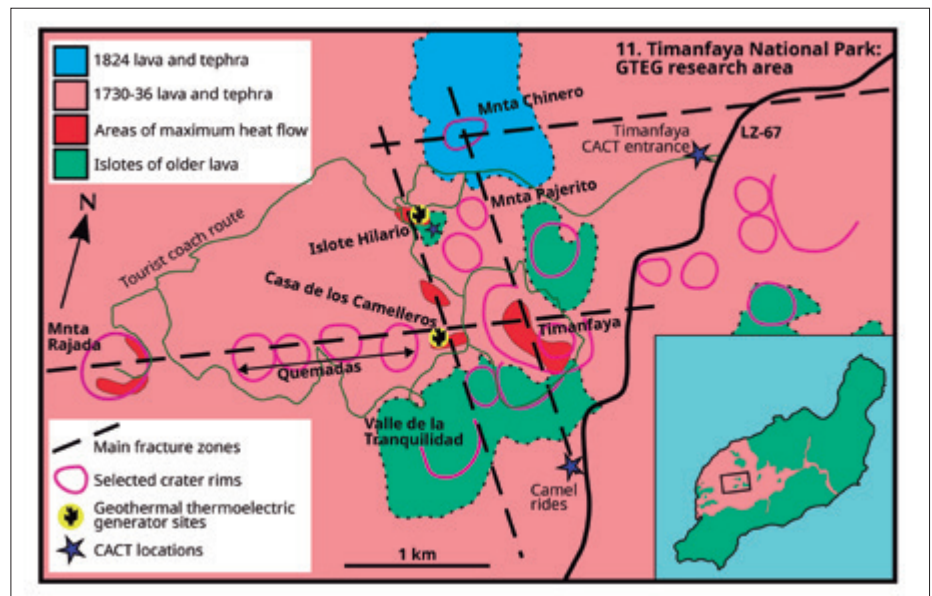 1824 lava and tephra
1730-36 lava and tephra
Areas of maximum heat flow
Islotes of older lava
11. Timanfaya National Park:
GTEG research area
Mnta Chinero
Timanfaya
CACT entrance
LZ-67
N
Mnta Pajerito
Islote Hilario
Tourist coach route
Casa de los Camelleros
Timanfaya
Mnta
Rajada
Quemadas
Valle de la
Tranquilidad
Camel
rides
Main fracture zones
Selected crater rims
Geothermal thermoelectric
generator sites
CACT locations
1 km